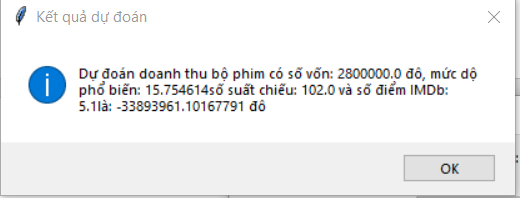 Kết quả dự đoán
Dự đoán doanh thu bộ phim có số vốn: 2800000.0 đô, mức dộ
phổ biến: 15.754614số suất chiếu: 102.0 và số điểm IMDb:
5.1là: -33893961.10167791 đô
OK